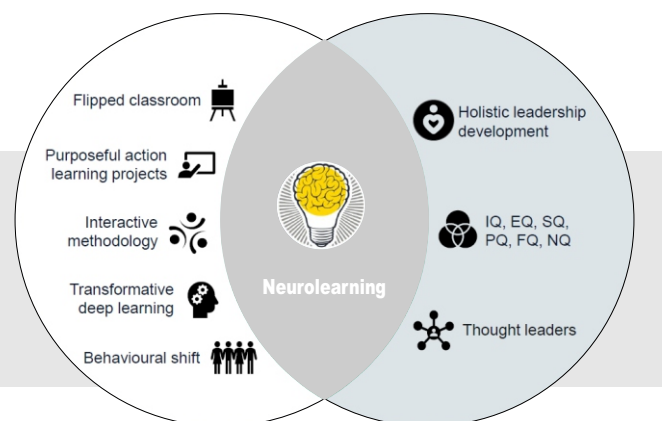 Flipped classroom
Purposeful action
learning projects
Interactive
methodology
Transformative
deep learning
Behavioural shift
Neurolearning
Holistic leadership
development
IQ, EQ, SQ,
PQ, FQ, NQ
Thought leaders